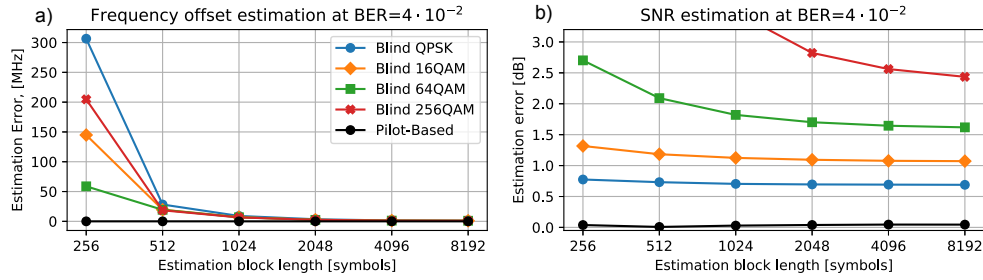 a) Frequency offset estimation at BER=4 · 10⁻²
Estimation Error, [MHz]
300
250
200
150
100
50
0
Blind QPSK
Blind 16QAM
Blind 64QAM
Blind 256QAM
Pilot-Based
256 512 1024 2048 4096 8192
Estimation block length [symbols]
b) SNR estimation at BER=4 · 10⁻²
Estimation error [dB]
3.0
2.5
2.0
1.5
1.0
0.5
0.0
256 512 1024 2048 4096 8192
Estimation block length [symbols]